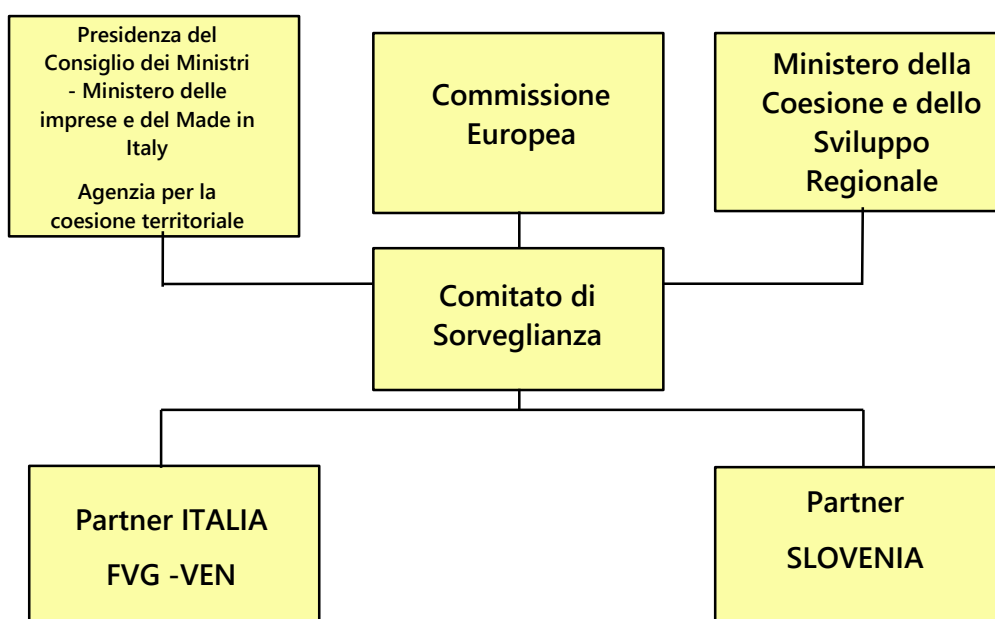 Presidenza del
Consiglio dei Ministri
- Ministero delle
imprese e del Made in
Italy
Agenzia per la
coesione territoriale
Commissione
Europea
Ministero della
Coesione e dello
Sviluppo
Regionale
Comitato di
Sorveglianza
Partner ITALIA
FVG -VEN
Partner
SLOVENIA